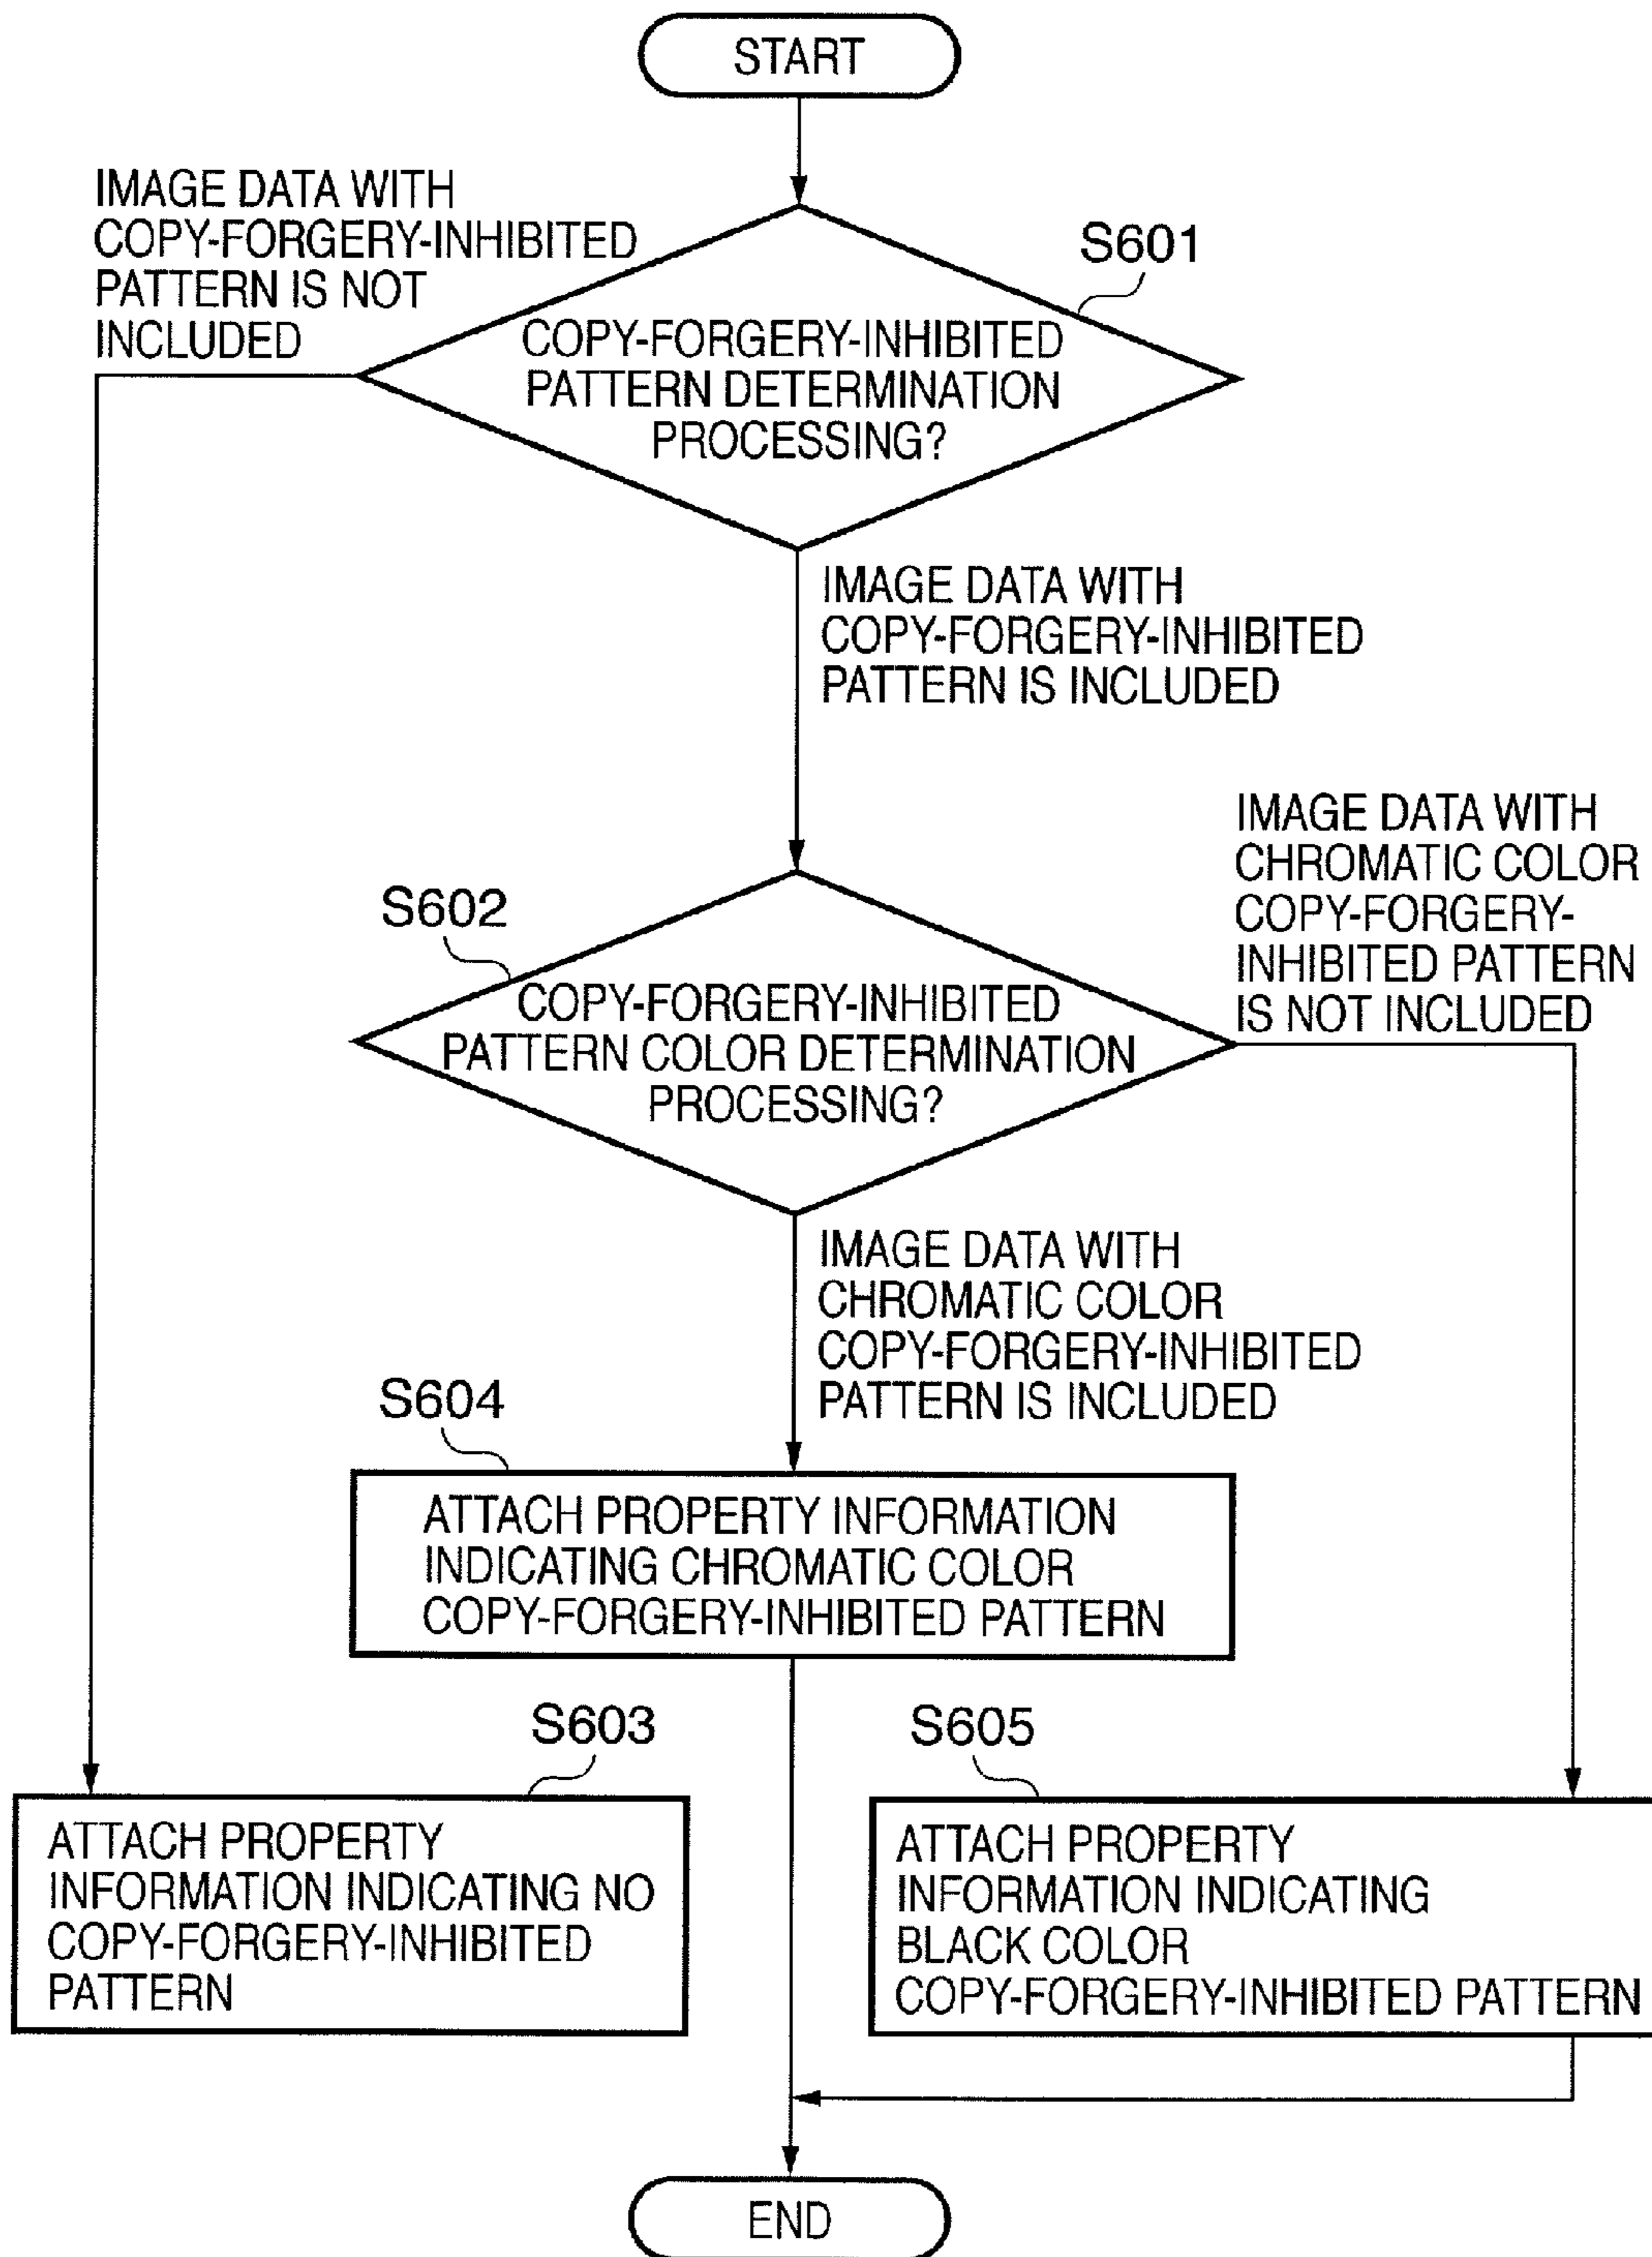 START
IMAGE DATA WITH
COPY-FORGERY-INHIBITED
PATTERN IS NOT
INCLUDED
S601
COPY-FORGERY-INHIBITED
PATTERN DETERMINATION
PROCESSING?
IMAGE DATA WITH
COPY-FORGERY-INHIBITED
PATTERN IS INCLUDED
IMAGE DATA WITH
CHROMATIC COLOR
COPY-FORGERY-
INHIBITED PATTERN
IS NOT INCLUDED
S602
COPY-FORGERY-INHIBITED
PATTERN COLOR DETERMINATION
PROCESSING?
IMAGE DATA WITH
CHROMATIC COLOR
COPY-FORGERY-INHIBITED
PATTERN IS INCLUDED
S604
ATTACH PROPERTY INFORMATION
INDICATING CHROMATIC COLOR
COPY-FORGERY-INHIBITED PATTERN
S603
ATTACH PROPERTY
INFORMATION INDICATING NO
COPY-FORGERY-INHIBITED
PATTERN
S605
ATTACH PROPERTY
INFORMATION INDICATING
BLACK COLOR
COPY-FORGERY-INHIBITED PATTERN
END